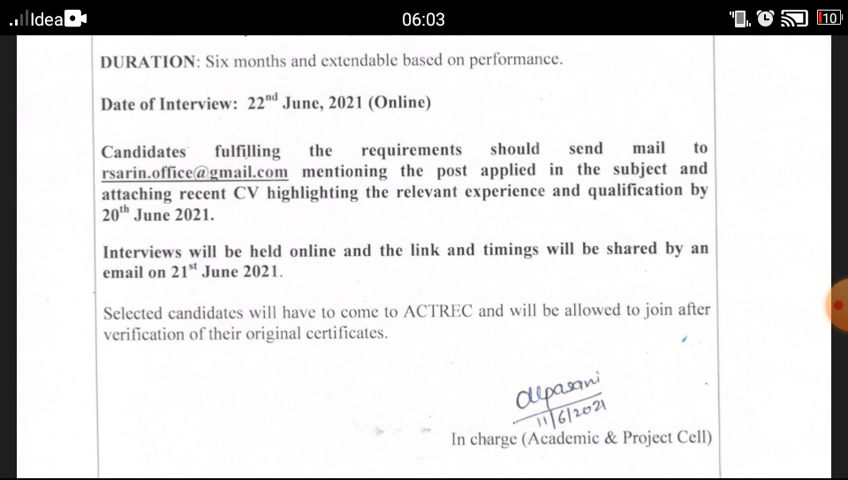 Idea
06:03
10
DURATION: Six months and extendable based on performance.
Date of Interview: 22nd June, 2021 (Online)
Candidates fulfilling the requirements should send mail to
rsarin.office@gmail.com mentioning the post applied in the subject and
attaching recent CV highlighting the relevant experience and qualification by
20th June 2021.
Interviews will be held online and the link and timings will be shared by an
email on 21st June 2021.
Selected candidates will have to come to ACTREC and will be allowed to join after
verification of their original certificates.
11/6/2021
In charge (Academic & Project Cell)